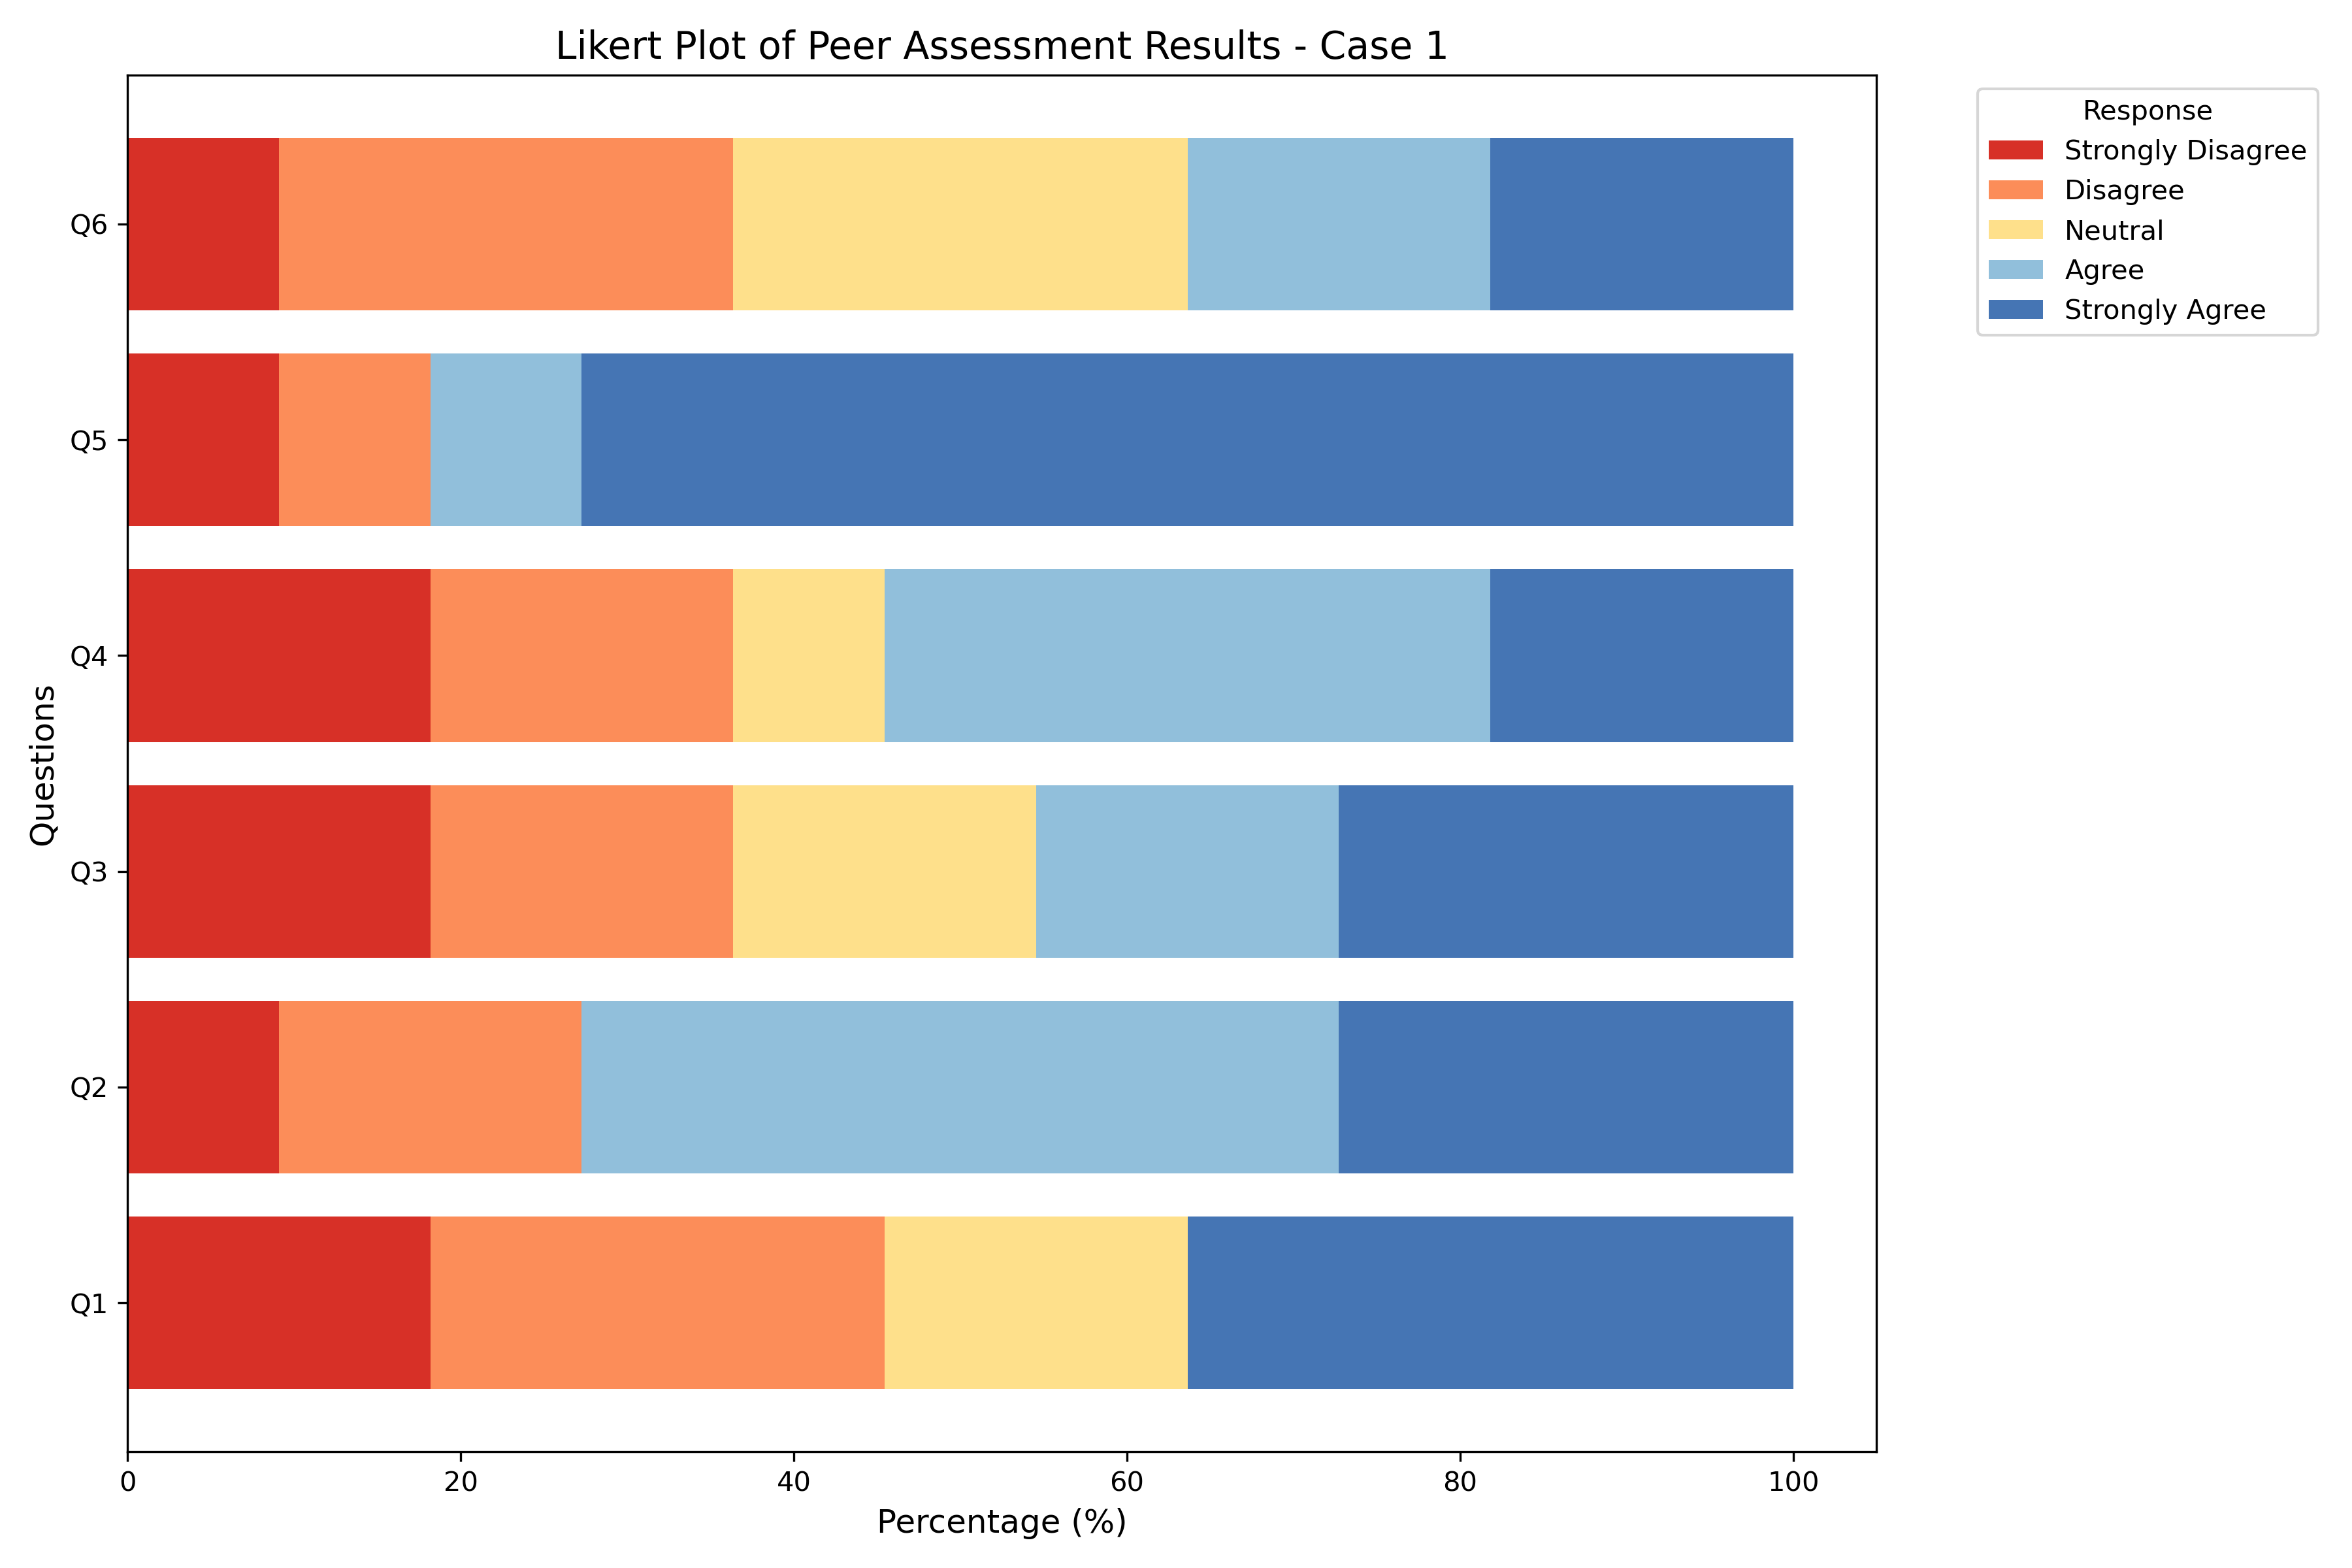 Likert Plot of Peer Assessment Results - Case 1
Response
Strongly Disagree
Disagree
Neutral
Agree
Strongly Agree
Questions
Q6
Q5
Q4
Q3
Q2
Q1
0 20 40 60 80 100
Percentage (%)